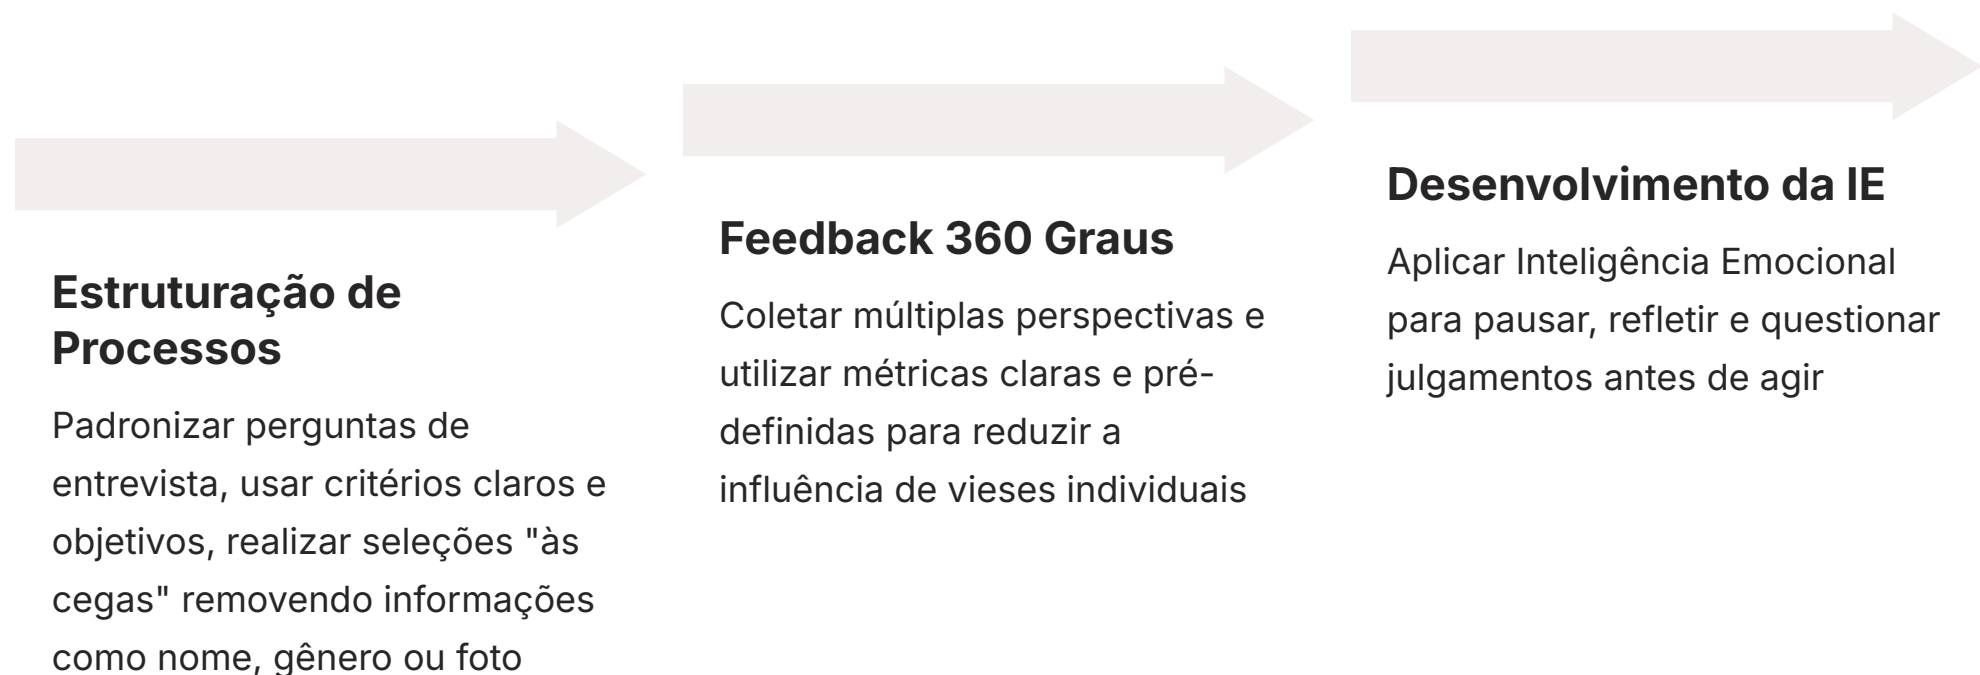 Estruturação de
Processos
Padronizar perguntas de
entrevista, usar critérios claros e
objetivos, realizar seleções "às
cegas" removendo informações
como nome, gênero ou foto
Feedback 360 Graus
Coletar múltiplas perspectivas e
utilizar métricas claras e pré-
definidas para reduzir a
influência de vieses individuais
Desenvolvimento da IE
Aplicar Inteligência Emocional
para pausar, refletir e questionar
julgamentos antes de agir